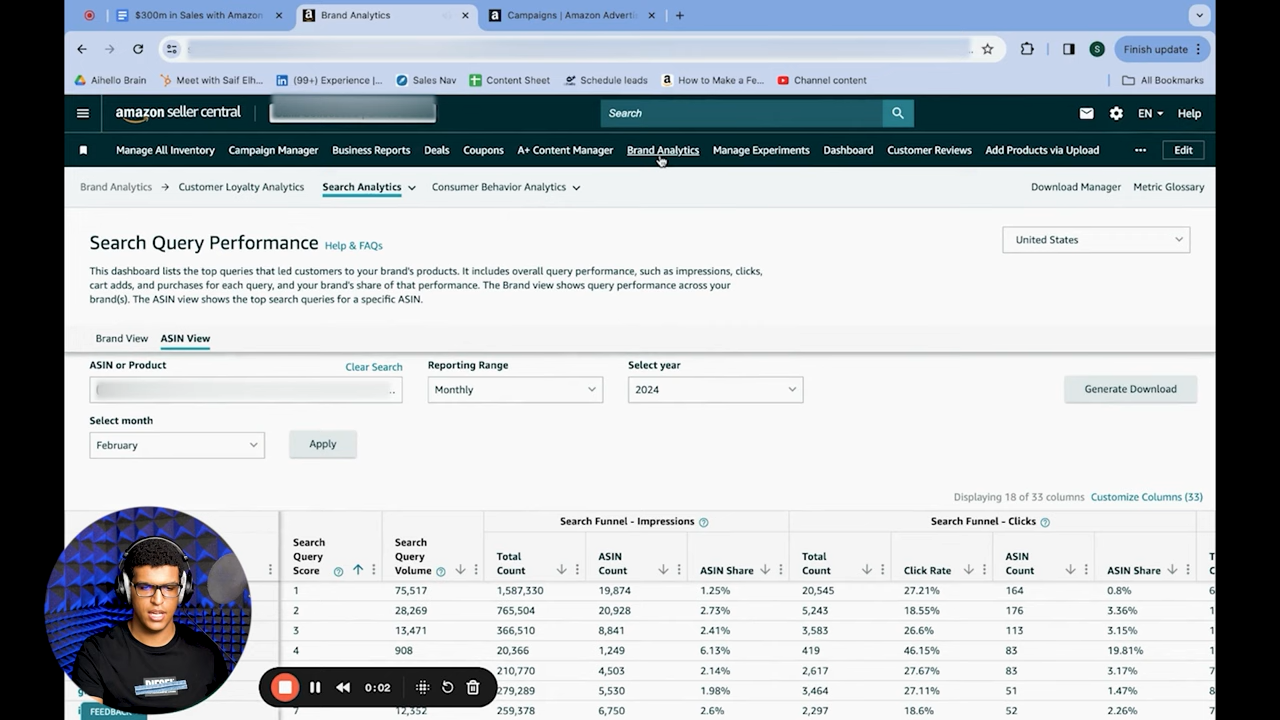 $300m in Sales with Amazon
Brand Analytics
Campaigns | Amazon Adverti
Finish update
Aihello Brain
Meet with Saif Elh...
(99+) Experience |...
Sales Nav
Content Sheet
Schedule leads
How to Make a Fe...
Channel content
All Bookmarks
amazon seller central
Search
EN
Help
Manage All Inventory
Campaign Manager
Business Reports
Deals
Coupons
A+ Content Manager
Brand Analytics
Manage Experiments
Dashboard
Customer Reviews
Add Products via Upload
Edit
Brand Analytics
Customer Loyalty Analytics
Search Analytics
Consumer Behavior Analytics
Download Manager
Metric Glossary
Search Query Performance
Help & FAQs
United States
This dashboard lists the top queries that led customers to your brand's products. It includes overall query performance, such as impressions, clicks,
cart adds, and purchases for each query, and your brand's share of that performance. The Brand view shows query performance across your
brand(s). The ASIN view shows the top search queries for a specific ASIN.
Brand View
ASIN View
ASIN or Product
Clear Search
Reporting Range
Select year
Monthly
2024
Generate Download
Select month
February
Apply
Displaying 18 of 33 columns
Customize Columns (33)
Search Funnel - Impressions
Search Funnel - Clicks
Search Query Score
Search Query Volume
Total Count
ASIN Count
ASIN Share
Total Count
Click Rate
ASIN Count
ASIN Share
1 75,517 1,587,330 19,874 1.25% 20,545 27.21% 164 0.8%
2 28,269 765,504 20,928 2.73% 5,243 18.55% 176 3.36%
3 13,471 366,510 8,841 2.41% 3,583 26.6% 113 3.15%
4 908 20,366 1,249 6.13% 419 46.15% 83 19.81%
210,770 4,503 2.14% 2,617 27.67% 83 3.17%
279,289 5,530 1.98% 3,464 27.11% 51 1.47%
7 12,352 259,378 6,750 2.6% 2,297 18.6% 52 2.26%
0:02
FEEDBACK
DIESEL